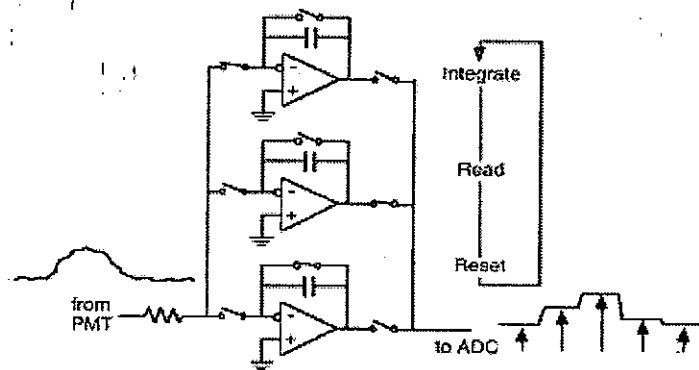 Integrate
Read
Reset
from
PMT
to ADC